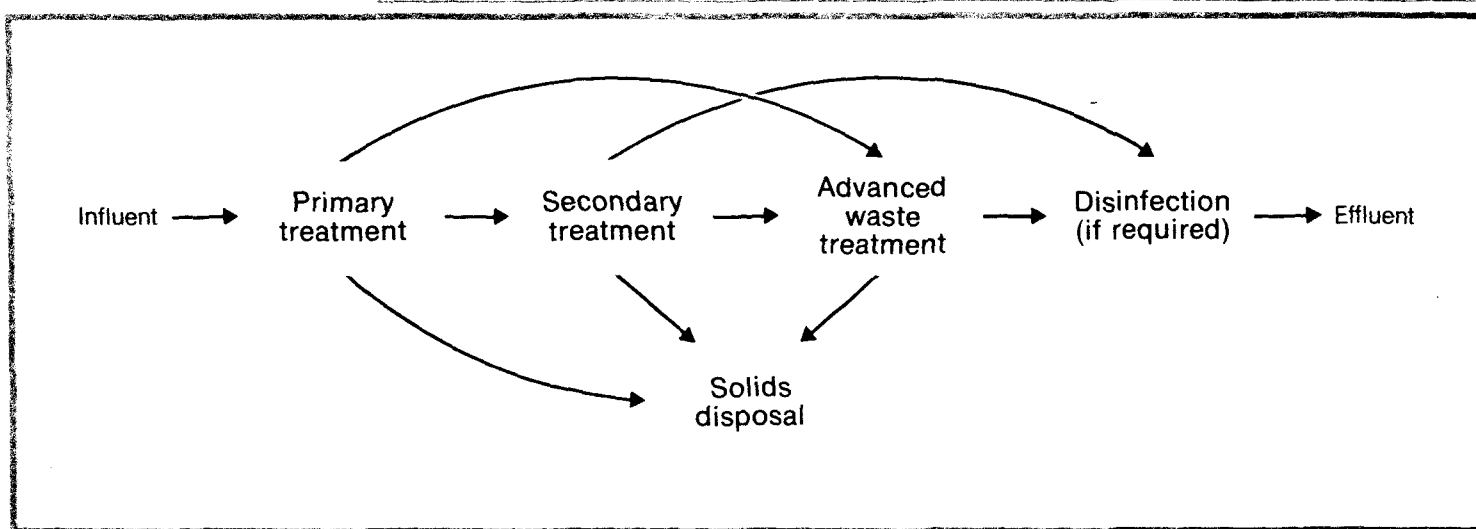 Influent
Primary
treatment
Secondary
treatment
Advanced
waste
treatment
Disinfection
(if required)
Effluent
Solids
disposal